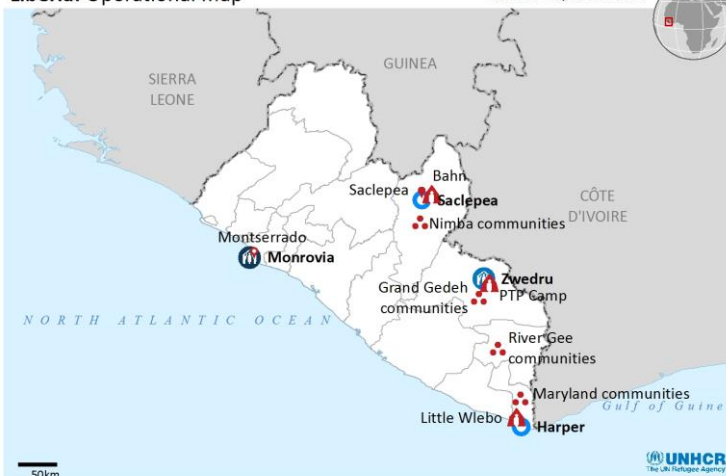 Liberia: Operational Map
SIERRA
LEONE
GUINEA
CÔTE
D'IVOIRE
Bahn
Saclepea
Saclepea
Nimba communities
Montserrado
Monrovia
Zwedru
Grand Gedeh
communities
PTP Camp
NORTH ATLANTIC OCEAN
River Gee
communities
Maryland communities
Gulf of Guine
Little Wlebo
Harper
50km
UNHCR
The UN Refugee Agency